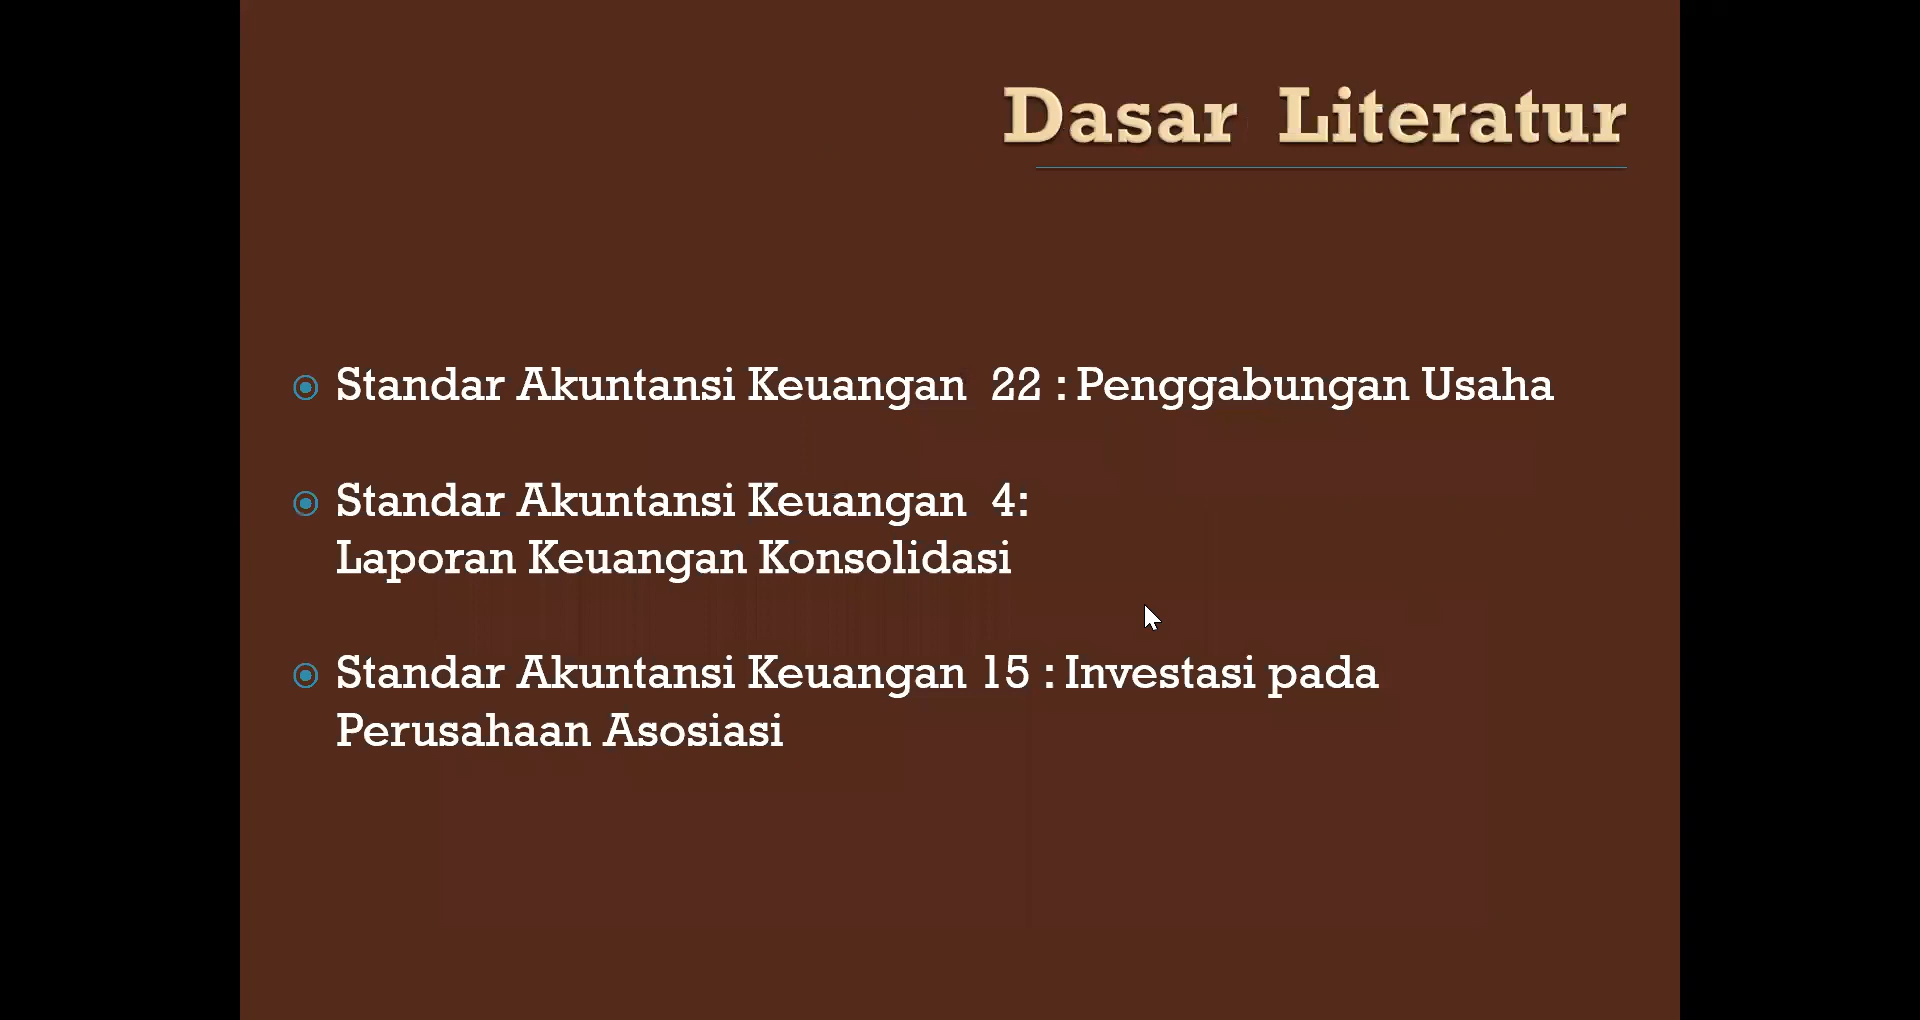 Dasar Literatur
Standar Akuntansi Keuangan 22 : Penggabungan Usaha
Standar Akuntansi Keuangan 4:
Laporan Keuangan Konsolidasi
Standar Akuntansi Keuangan 15 : Investasi pada
Perusahaan Asosiasi